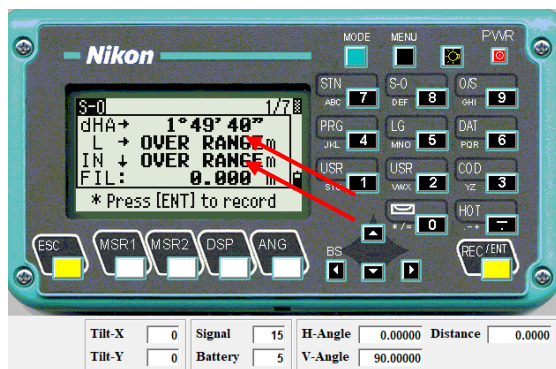 MODE MENU PWR
Nikon
S-O 1/7
dHA→ 1°49'40"
L → OVER RANGE m
IN ↓ OVER RANGE m
FIL: 0.000 m
* Press [ENT] to record
STN ABC 7 S-O DEF 8 O/S GHI 9
PRG JKL 4 LG MNO 5 DAT PQR 6
USR STU 1 USR VWX 2 COD YZ 3
*/= 0 HOT .-+ −.
ESC MSR1 MSR2 DSP ANG BS REC/ENT
Tilt-X 0 Signal 15 H-Angle 0.00000 Distance 0.0000
Tilt-Y 0 Battery 5 V-Angle 90.00000